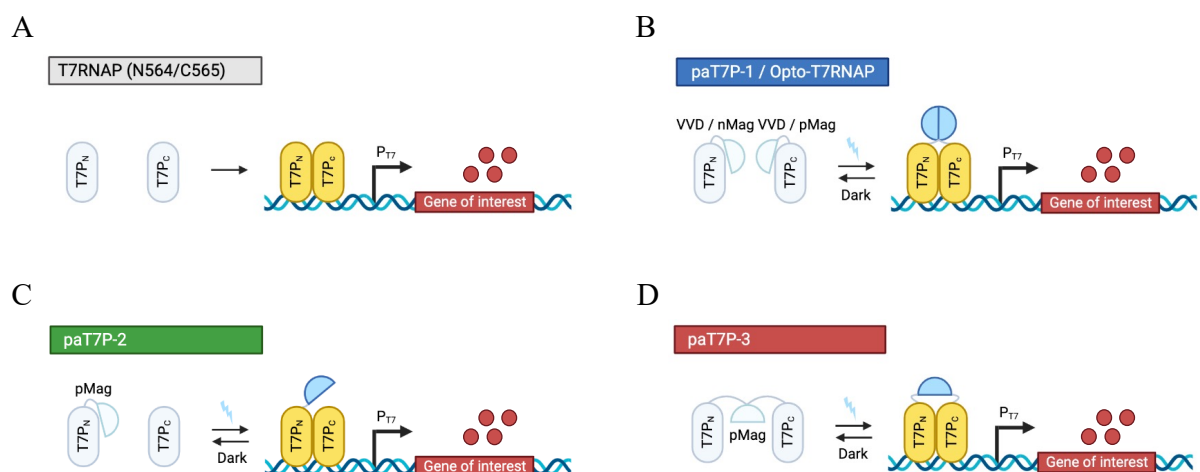 A
T7RNAP (N564/C565)
T7PN
T7PC
T7PN
T7PC
PT7
Gene of interest
B
paT7P-1 / Opto-T7RNAP
VVD / nMag VVD / pMag
T7PN
T7PC
Dark
T7PN
T7PC
PT7
Gene of interest
C
paT7P-2
pMag
T7PN
T7PC
Dark
T7PN
T7PC
PT7
Gene of interest
D
paT7P-3
T7PN
pMag
T7PC
Dark
T7PN
T7PC
PT7
Gene of interest